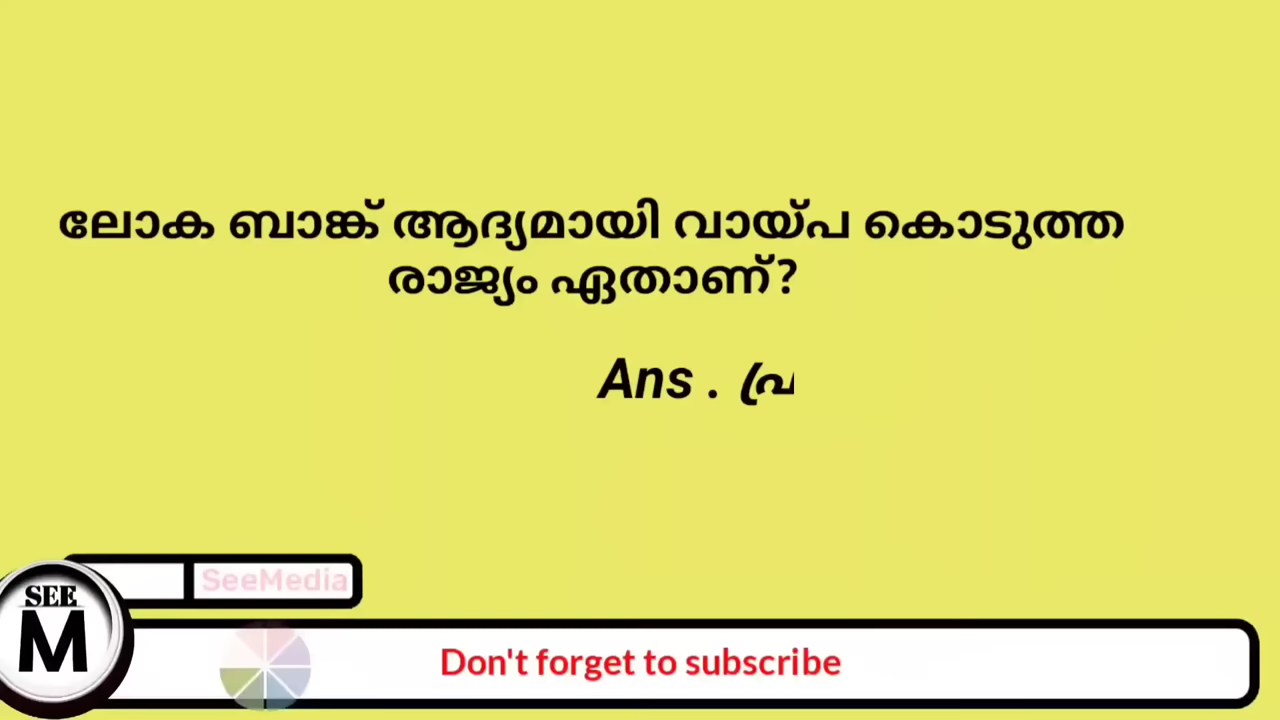 ലോക ബാങ്ക് ആദ്യമായി വായ്പ കൊടുത്ത
രാജ്യം ഏതാണ്?
Ans . പ്ര
SeeMedia
SEE
M
Don't forget to subscribe